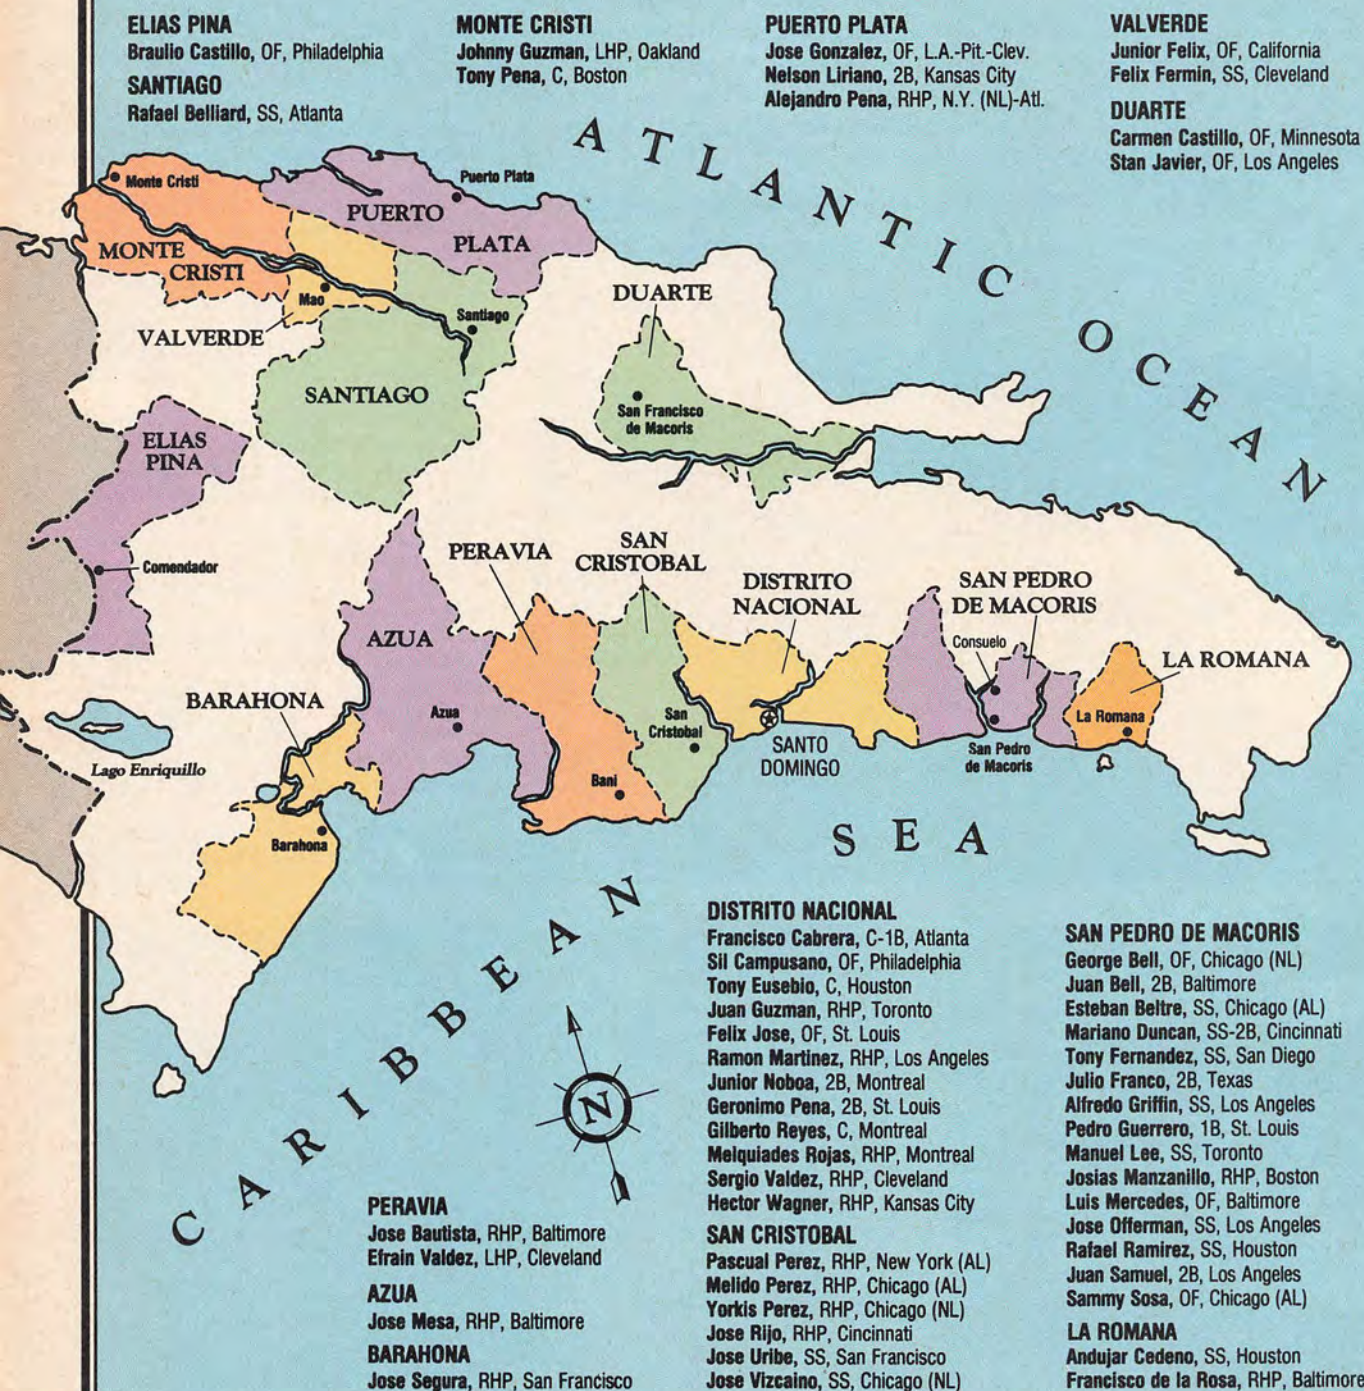 ELIAS PINA
Braulio Castillo, OF, Philadelphia
SANTIAGO
Rafael Belliard, SS, Atlanta
MONTE CRISTI
Johnny Guzman, LHP, Oakland
Tony Pena, C, Boston
PUERTO PLATA
Jose Gonzalez, OF, L.A.-Pit.-Clev.
Nelson Liriano, 2B, Kansas City
Alejandro Pena, RHP, N.Y. (NL)-Atl.
VALVERDE
Junior Felix, OF, California
Felix Fermin, SS, Cleveland
DUARTE
Carmen Castillo, OF, Minnesota
Stan Javier, OF, Los Angeles
ATLANTIC OCEAN
Monte Cristi
Puerto Plata
PUERTO
PLATA
MONTE
CRISTI
Mao
Santiago
VALVERDE
DUARTE
SANTIAGO
San Francisco
de Macoris
ELIAS
PINA
Comendador
PERAVIA
SAN
CRISTOBAL
DISTRITO
NACIONAL
SAN PEDRO
DE MACORIS
Consuelo
AZUA
LA ROMANA
BARAHONA
Azua
San
Cristobal
La Romana
SANTO
DOMINGO
San Pedro
de Macoris
Lago Enriquillo
Bani
Barahona
CARIBBEAN SEA
N
PERAVIA
Jose Bautista, RHP, Baltimore
Efrain Valdez, LHP, Cleveland
AZUA
Jose Mesa, RHP, Baltimore
BARAHONA
Jose Segura, RHP, San Francisco
DISTRITO NACIONAL
Francisco Cabrera, C-1B, Atlanta
Sil Campusano, OF, Philadelphia
Tony Eusebio, C, Houston
Juan Guzman, RHP, Toronto
Felix Jose, OF, St. Louis
Ramon Martinez, RHP, Los Angeles
Junior Noboa, 2B, Montreal
Geronimo Pena, 2B, St. Louis
Gilberto Reyes, C, Montreal
Melquiades Rojas, RHP, Montreal
Sergio Valdez, RHP, Cleveland
Hector Wagner, RHP, Kansas City
SAN CRISTOBAL
Pascual Perez, RHP, New York (AL)
Melido Perez, RHP, Chicago (AL)
Yorkis Perez, RHP, Chicago (NL)
Jose Rijo, RHP, Cincinnati
Jose Uribe, SS, San Francisco
Jose Vizcaino, SS, Chicago (NL)
SAN PEDRO DE MACORIS
George Bell, OF, Chicago (NL)
Juan Bell, 2B, Baltimore
Esteban Beltre, SS, Chicago (AL)
Mariano Duncan, SS-2B, Cincinnati
Tony Fernandez, SS, San Diego
Julio Franco, 2B, Texas
Alfredo Griffin, SS, Los Angeles
Pedro Guerrero, 1B, St. Louis
Manuel Lee, SS, Toronto
Josias Manzanillo, RHP, Boston
Luis Mercedes, OF, Baltimore
Jose Offerman, SS, Los Angeles
Rafael Ramirez, SS, Houston
Juan Samuel, 2B, Los Angeles
Sammy Sosa, OF, Chicago (AL)
LA ROMANA
Andujar Cedeno, SS, Houston
Francisco de la Rosa, RHP, Baltimore